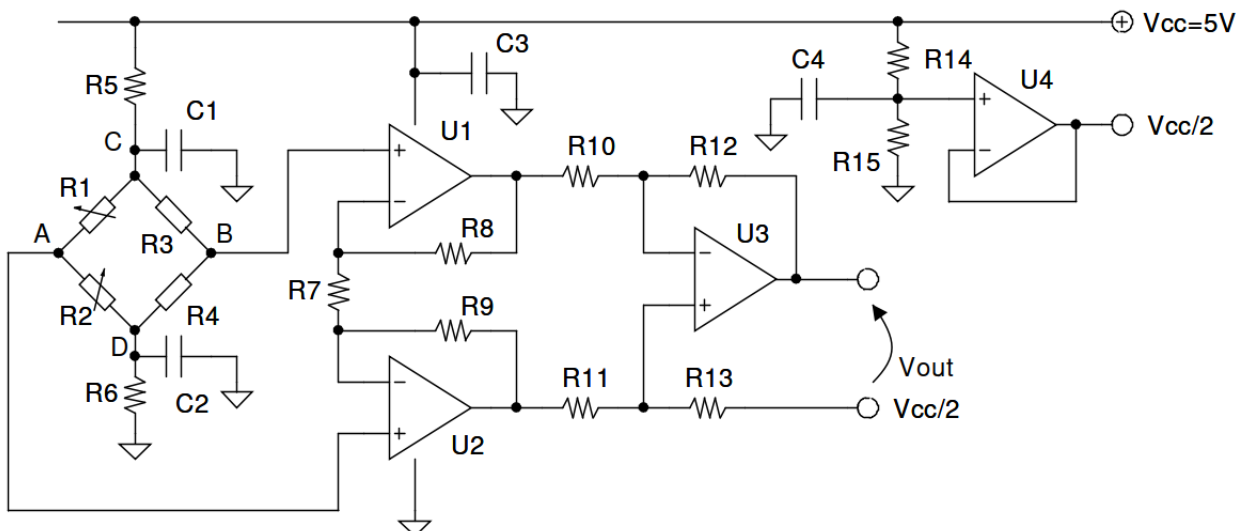 Vcc=5V
C3
R5
C4
R14
U4
C1
C
U1
Vcc/2
R10
R12
R15
R1
A
R3
B
R8
U3
R7
R2
R4
R9
D
Vout
R11
R13
R6
C2
U2
Vcc/2